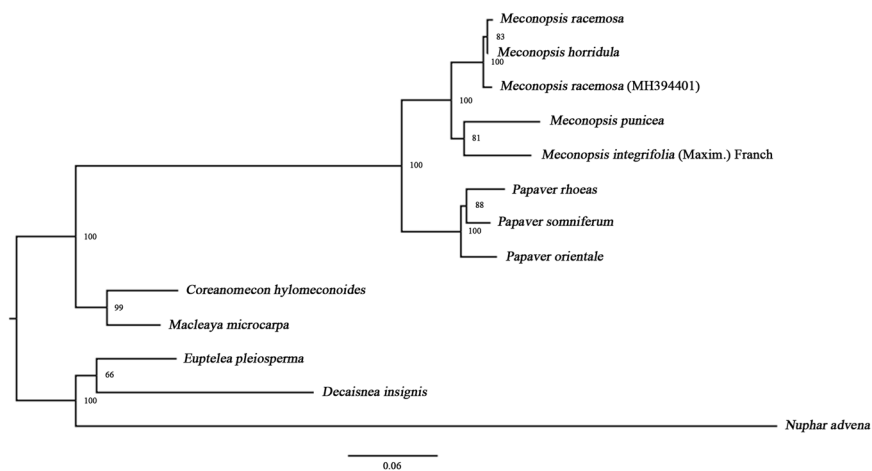 Meconopsis racemosa
83
Meconopsis horridula
100
Meconopsis racemosa (MH394401)
100
Meconopsis punicea
81
Meconopsis integrifolia (Maxim.) Franch
100
Papaver rhoeas
88
Papaver somniferum
100
Papaver orientale
100
Coreanomecon hylomeconoides
99
Macleaya microcarpa
Euptelea pleiosperma
66
Decaisnea insignis
100
Nuphar advena
0.06